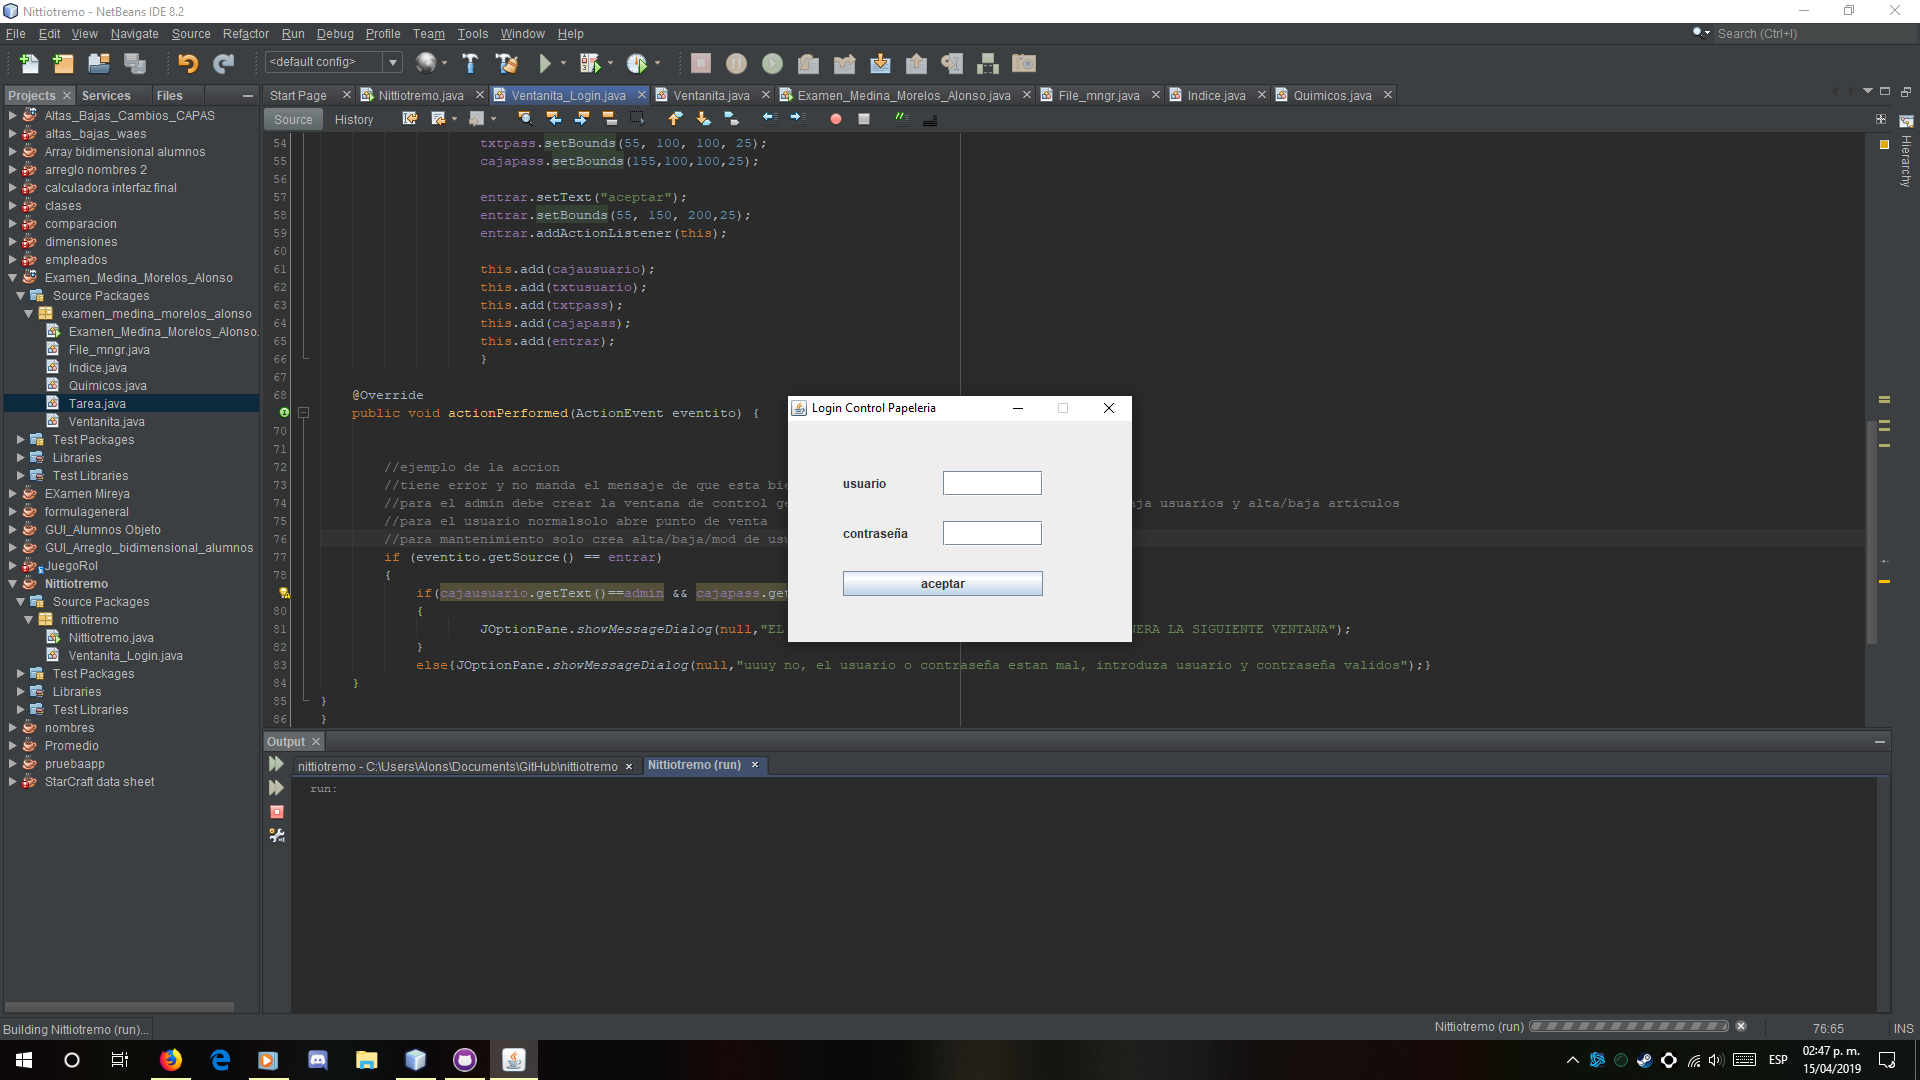 Nittiotremo - NetBeans IDE 8.2
File Edit View Navigate Source Refactor Run Debug Profile Team Tools Window Help
Search (Ctrl+I)
<default config>
Projects Services Files
Start Page Nittiotremo.java Ventanita_Login.java Ventanita.java Examen_Medina_Morelos_Alonso.java File_mngr.java Indice.java Quimicos.java
Source History
Altas_Bajas_Cambios_CAPAS
altas_bajas_waes
Array bidimensional alumnos
arreglo nombres 2
calculadora interfaz final
clases
comparacion
dimensiones
empleados
Examen_Medina_Morelos_Alonso
Source Packages
examen_medina_morelos_alonso
Examen_Medina_Morelos_Alonso.
File_mngr.java
Indice.java
Quimicos.java
Tarea.java
Ventanita.java
Test Packages
Libraries
Test Libraries
EXamen Mireya
formulageneral
GUI_Alumnos Objeto
GUI_Arreglo_bidimensional_alumnos
JuegoRol
Nittiotremo
Source Packages
nittiotremo
Nittiotremo.java
Ventanita_Login.java
Test Packages
Libraries
Test Libraries
nombres
Promedio
pruebaapp
StarCraft data sheet
54 txtpass.setBounds(55, 100, 100, 25);
55 cajapass.setBounds(155,100,100,25);
56
57 entrar.setText("aceptar");
58 entrar.setBounds(55, 150, 200,25);
59 entrar.addActionListener(this);
60
61 this.add(cajausuario);
62 this.add(txtusuario);
63 this.add(txtpass);
64 this.add(cajapass);
65 this.add(entrar);
66 }
67
68 @Override
public void actionPerformed(ActionEvent eventito) {
70
71
72 //ejemplo de la accion
73 //tiene error y no manda el mensaje de que esta bie
74 //para el admin debe crear la ventana de control ge ja usuarios y alta/baja articulos
75 //para el usuario normalsolo abre punto de venta
76 //para mantenimiento solo crea alta/baja/mod de usu
77 if (eventito.getSource() == entrar)
78 {
if(cajausuario.getText()==admin && cajapass.get
80 {
81 JOptionPane.showMessageDialog(null,"EL ERA LA SIGUIENTE VENTANA");
82 }
83 else{JOptionPane.showMessageDialog(null,"uuuy no, el usuario o contraseña estan mal, introduza usuario y contraseña validos");}
84 }
85 }
86 }
Login Control Papeleria
usuario
contraseña
aceptar
Hierarchy
Output
nittiotremo - C:\Users\Alons\Documents\GitHub\nittiotremo Nittiotremo (run)
run:
Building Nittiotremo (run)...
Nittiotremo (run)
76:65 INS
ESP
02:47 p. m.
15/04/2019